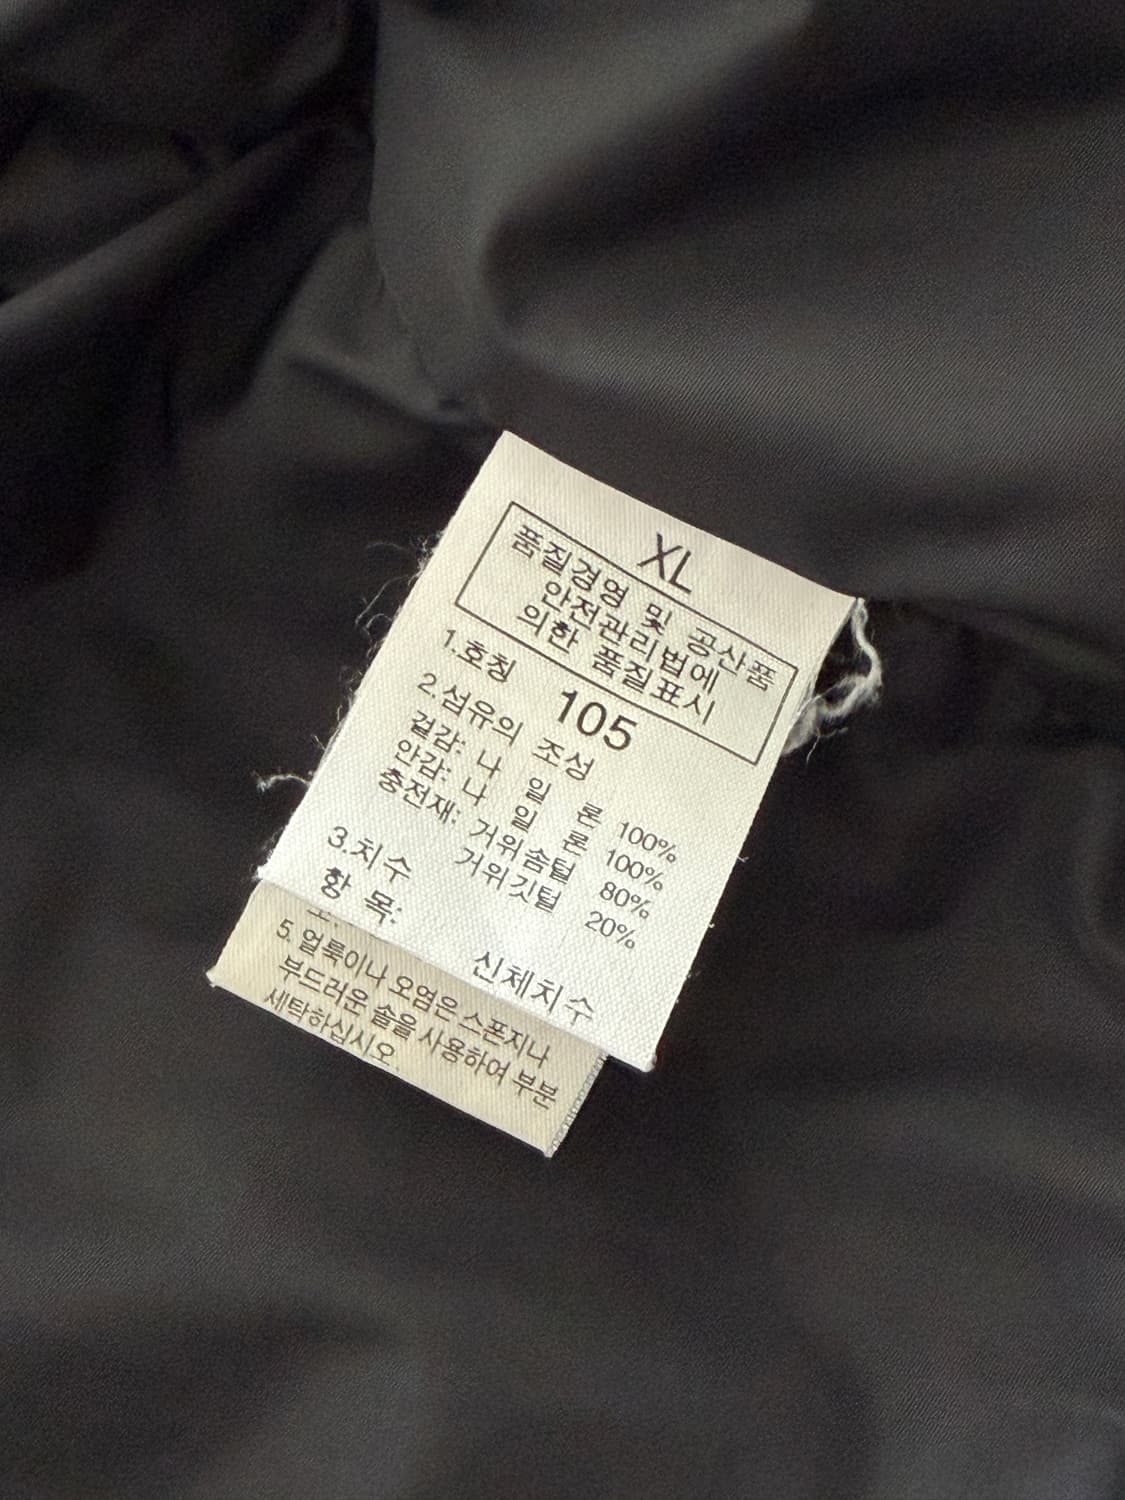 XL
품질경영 및 공산품
안전관리법에
의한 품질표시
1.호칭 105
2.섬유의 조성
겉감: 나 일 론 100%
안감: 나 일 론 100%
충전재: 거위솜털 80%
거위깃털 20%
3.치수
항 목: 신체치수
5. 얼룩이나 오염은 스폰지나
부드러운 솔을 사용하여 부분
세탁하십시오.